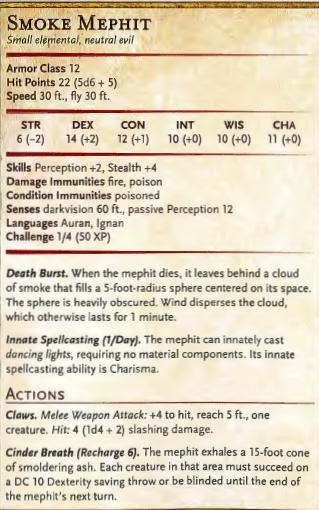 SMOKE MEPHIT
Small elemental, neutral evil
Armor Class 12
Hit Points 22 (5d6 + 5)
Speed 30 ft., fly 30 ft.
STR DEX CON INT WIS CHA
6 (–2) 14 (+2) 12 (+1) 10 (+0) 10 (+0) 11 (+0)
Skills Perception +2, Stealth +4
Damage Immunities fire, poison
Condition Immunities poisoned
Senses darkvision 60 ft., passive Perception 12
Languages Auran, Ignan
Challenge 1/4 (50 XP)
Death Burst. When the mephit dies, it leaves behind a cloud
of smoke that fills a 5-foot-radius sphere centered on its space.
The sphere is heavily obscured. Wind disperses the cloud,
which otherwise lasts for 1 minute.
Innate Spellcasting (1/Day). The mephit can innately cast
dancing lights, requiring no material components. Its innate
spellcasting ability is Charisma.
ACTIONS
Claws. Melee Weapon Attack: +4 to hit, reach 5 ft., one
creature. Hit: 4 (1d4 + 2) slashing damage.
Cinder Breath (Recharge 6). The mephit exhales a 15-foot cone
of smoldering ash. Each creature in that area must succeed on
a DC 10 Dexterity saving throw or be blinded until the end of
the mephit's next turn.